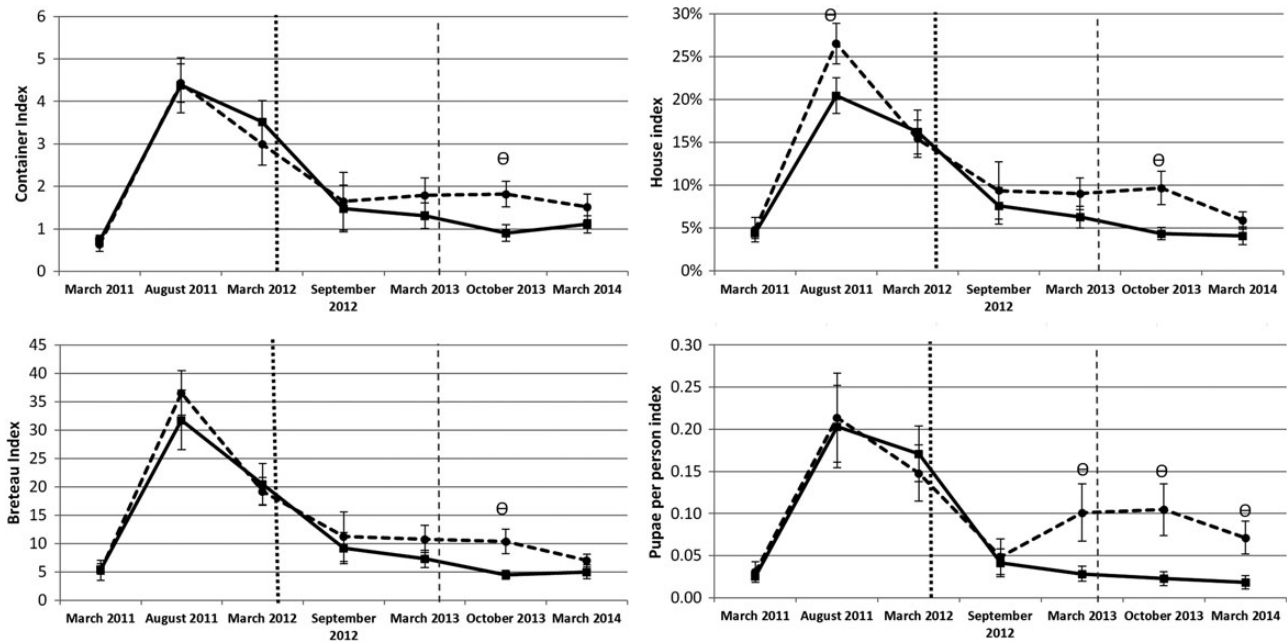 6
5
4
3
2
1
0
Container Index
March 2011 August 2011 March 2012 September 2012 March 2013 October 2013 March 2014
ϴ
30%
25%
20%
15%
10%
5%
0%
House index
March 2011 August 2011 March 2012 September 2012 March 2013 October 2013 March 2014
ϴ
ϴ
45
40
35
30
25
20
15
10
5
0
Breteau Index
March 2011 August 2011 March 2012 September 2012 March 2013 October 2013 March 2014
ϴ
0.30
0.25
0.20
0.15
0.10
0.05
0.00
Pupae per person index
March 2011 August 2011 March 2012 September 2012 March 2013 October 2013 March 2014
ϴ
ϴ
ϴ